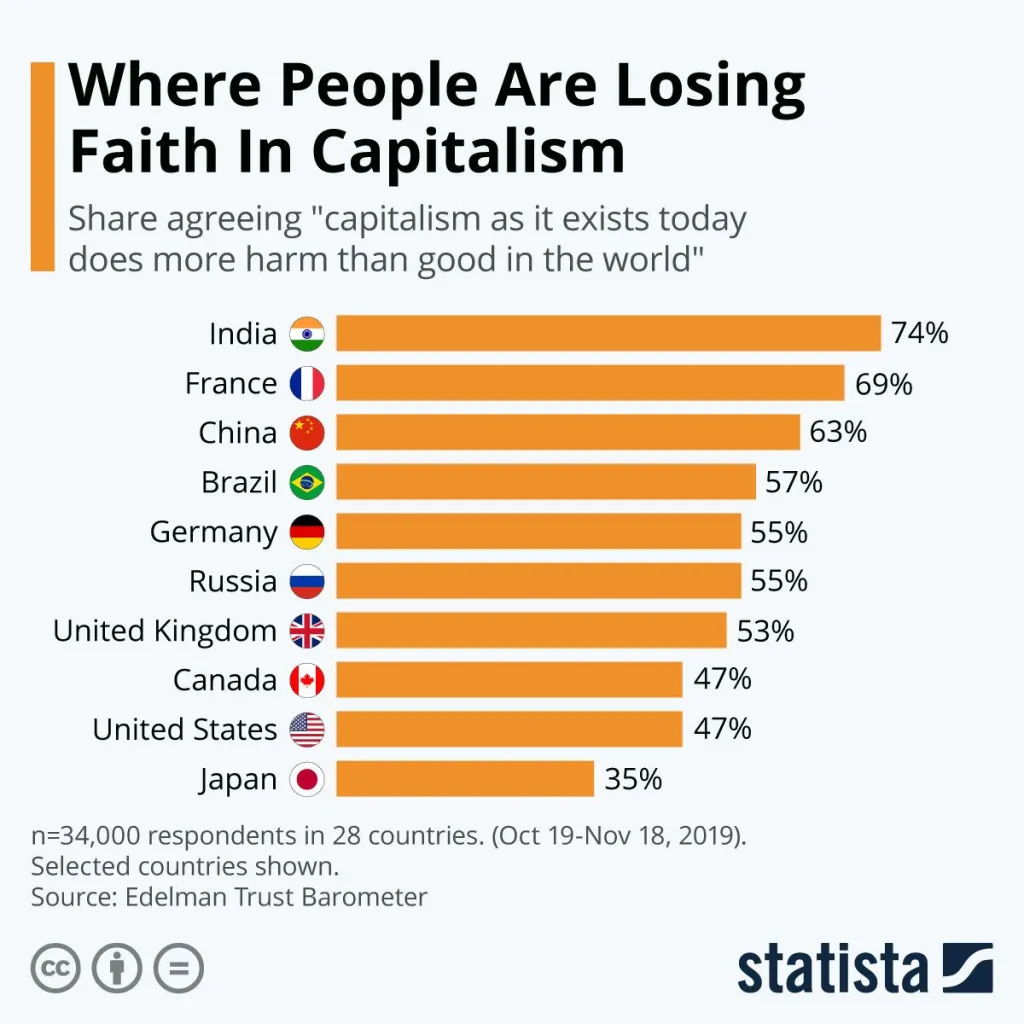 Where People Are Losing
Faith In Capitalism
Share agreeing "capitalism as it exists today
does more harm than good in the world"
India 74%
France 69%
China 63%
Brazil 57%
Germany 55%
Russia 55%
United Kingdom 53%
Canada 47%
United States 47%
Japan 35%
n=34,000 respondents in 28 countries. (Oct 19-Nov 18, 2019).
Selected countries shown.
Source: Edelman Trust Barometer
cc = statista